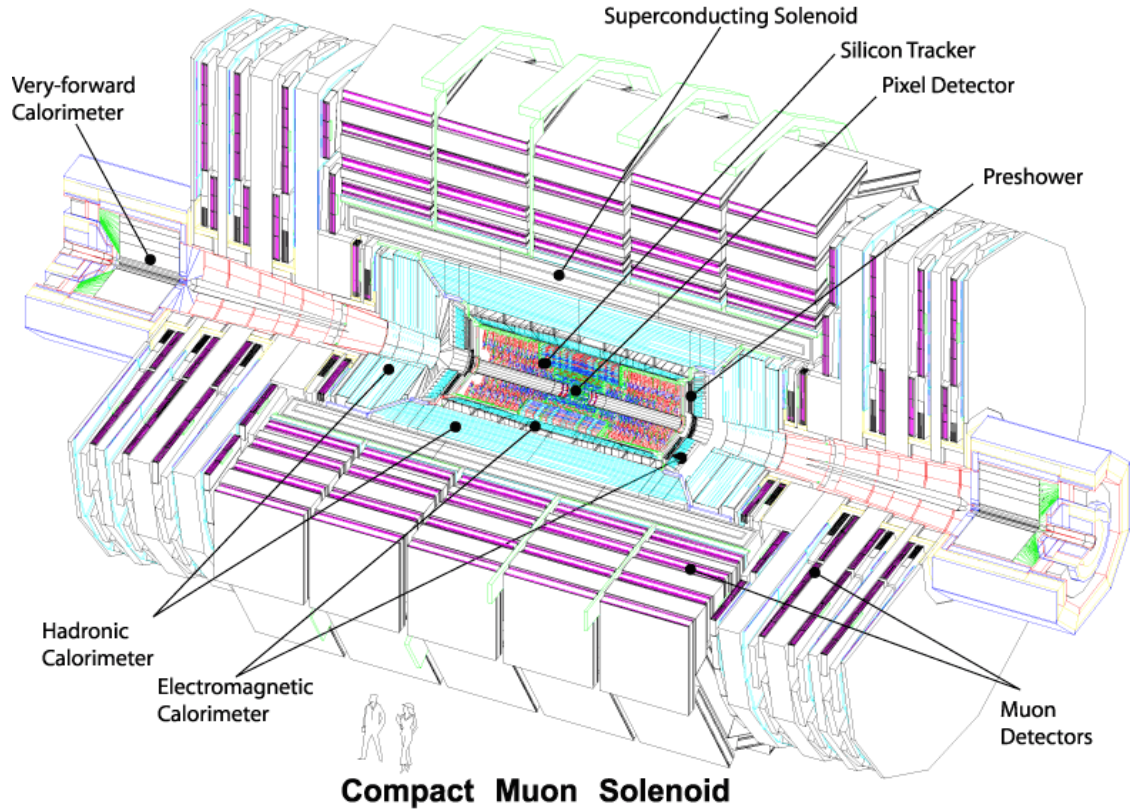 Superconducting Solenoid
Silicon Tracker
Pixel Detector
Very-forward
Calorimeter
Preshower
Hadronic
Calorimeter
Electromagnetic
Calorimeter
Muon
Detectors
Compact Muon Solenoid